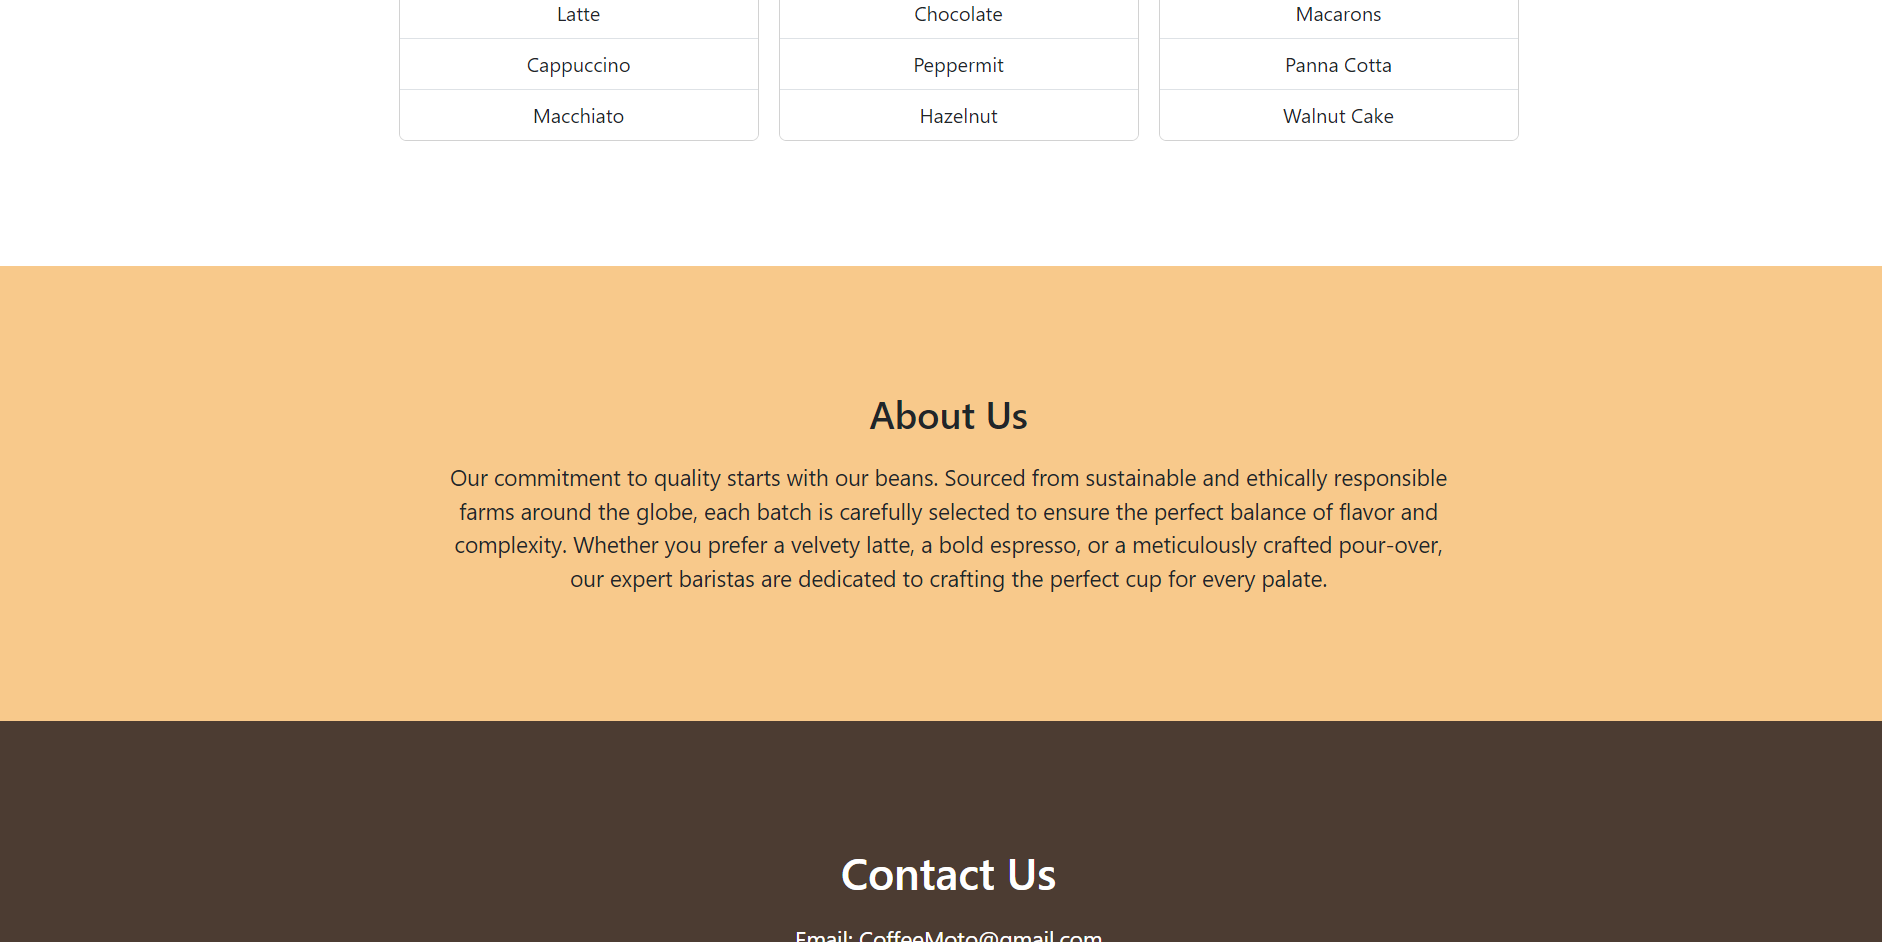 Latte Chocolate Macarons
Cappuccino Peppermit Panna Cotta
Macchiato Hazelnut Walnut Cake
About Us
Our commitment to quality starts with our beans. Sourced from sustainable and ethically responsible
farms around the globe, each batch is carefully selected to ensure the perfect balance of flavor and
complexity. Whether you prefer a velvety latte, a bold espresso, or a meticulously crafted pour-over,
our expert baristas are dedicated to crafting the perfect cup for every palate.
Contact Us
Email: CoffeeMoto@gmail.com